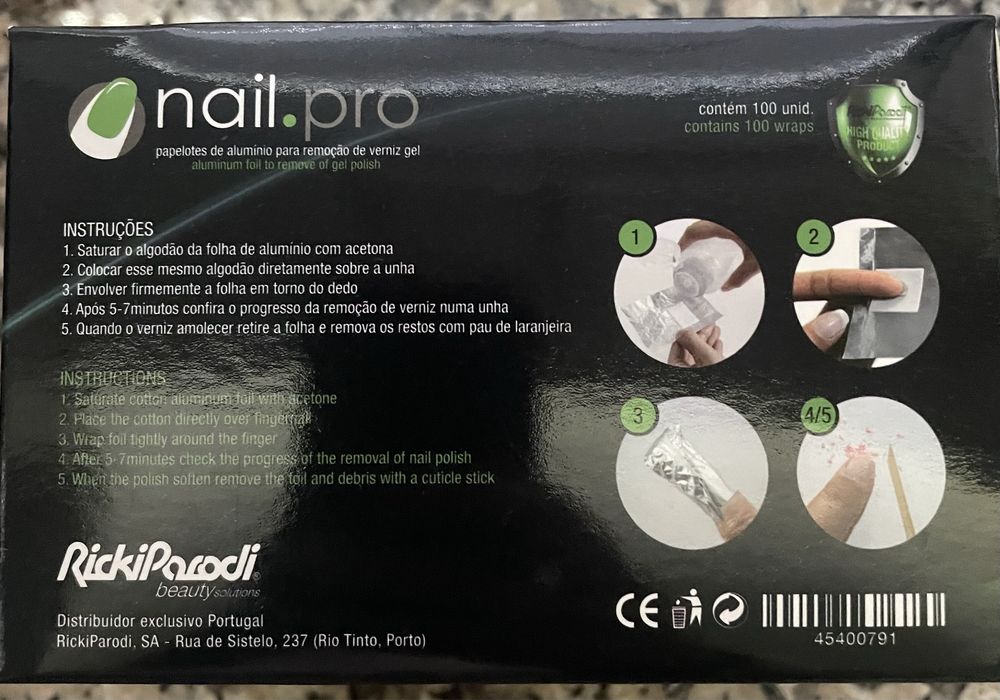 nail.pro
papelotes de alumínio para remoção de verniz gel
aluminum foil to remove of gel polish
contém 100 unid.
contains 100 wraps
RickiParodi
HIGH QUALITY
PRODUCT
INSTRUÇÕES
1. Saturar o algodão da folha de alumínio com acetona
2. Colocar esse mesmo algodão diretamente sobre a unha
3. Envolver firmemente a folha em torno do dedo
4. Após 5-7minutos confira o progresso da remoção de verniz numa unha
5. Quando o verniz amolecer retire a folha e remova os restos com pau de laranjeira
INSTRUCTIONS
1. Saturate cotton aluminum foil with acetone
2. Place the cotton directly over fingernail
3. Wrap foil tightly around the finger
4. After 5-7minutes check the progress of the removal of nail polish
5. When the polish soften remove the foil and debris with a cuticle stick
1
2
3
4/5
RickiParodi®
beauty solutions
Distribuidor exclusivo Portugal
RickiParodi, SA - Rua de Sistelo, 237 (Rio Tinto, Porto)
CE
45400791